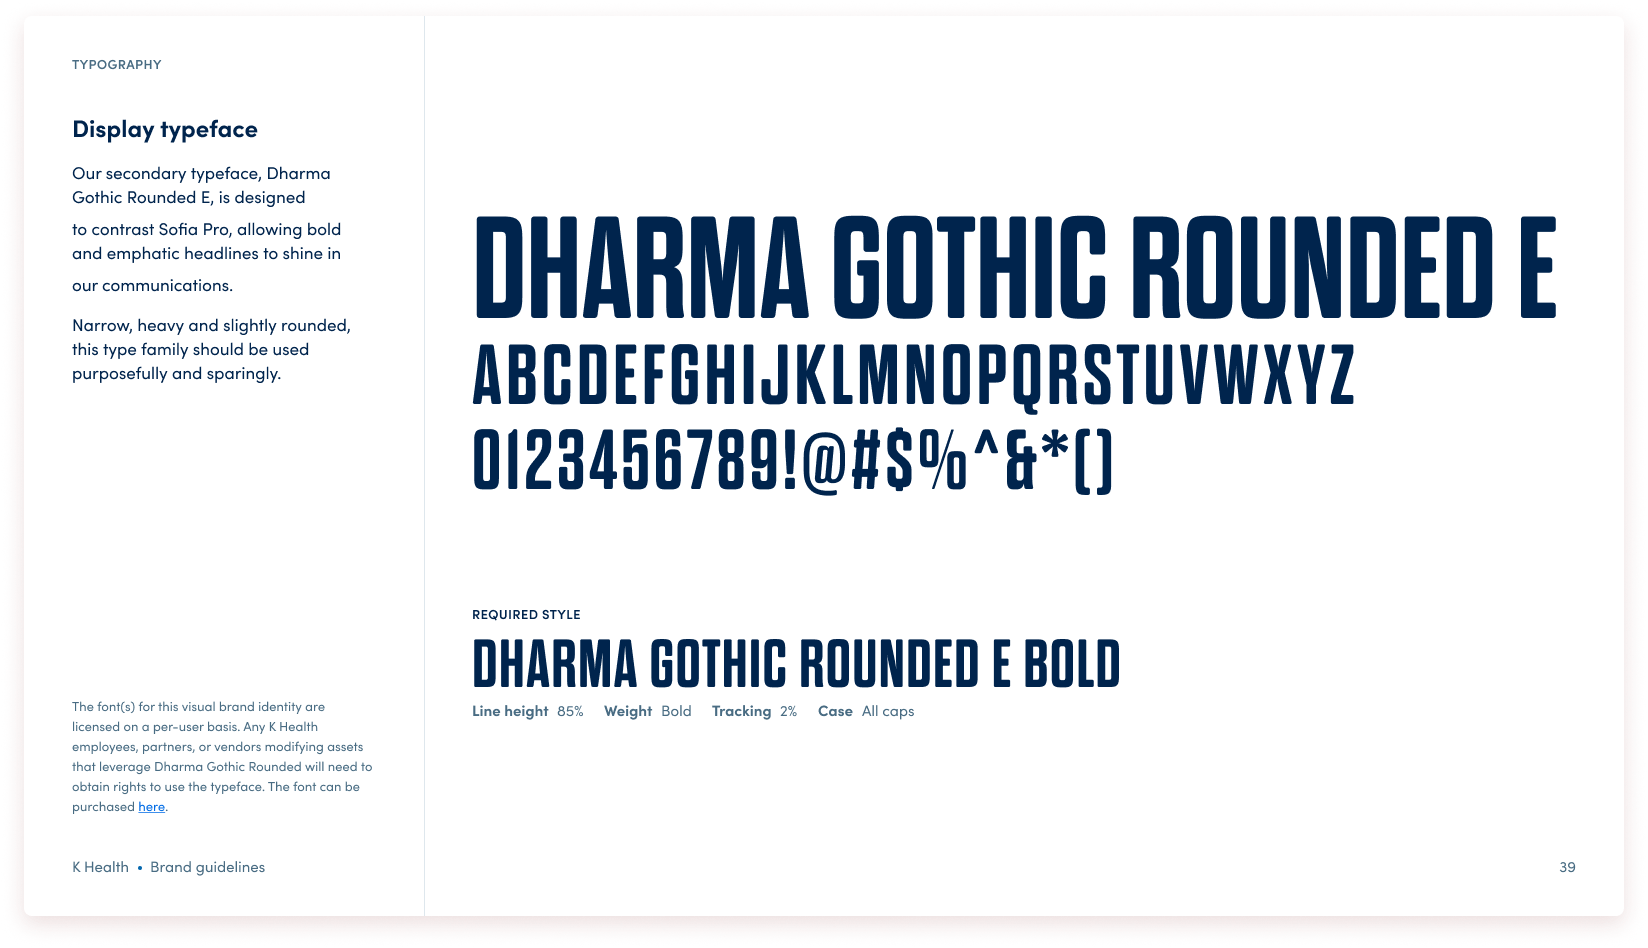 TYPOGRAPHY
Display typeface
Our secondary typeface, Dharma
Gothic Rounded E, is designed
to contrast Sofia Pro, allowing bold
and emphatic headlines to shine in
our communications.
Narrow, heavy and slightly rounded,
this type family should be used
purposefully and sparingly.
The font(s) for this visual brand identity are
licensed on a per-user basis. Any K Health
employees, partners, or vendors modifying assets
that leverage Dharma Gothic Rounded will need to
obtain rights to use the typeface. The font can be
purchased here.
K Health • Brand guidelines
DHARMA GOTHIC ROUNDED E
ABCDEFGHIJKLMNOPQRSTUVWXYZ
0123456789!@#$%^&*()
REQUIRED STYLE
DHARMA GOTHIC ROUNDED E BOLD
Line height 85% Weight Bold Tracking 2% Case All caps
39